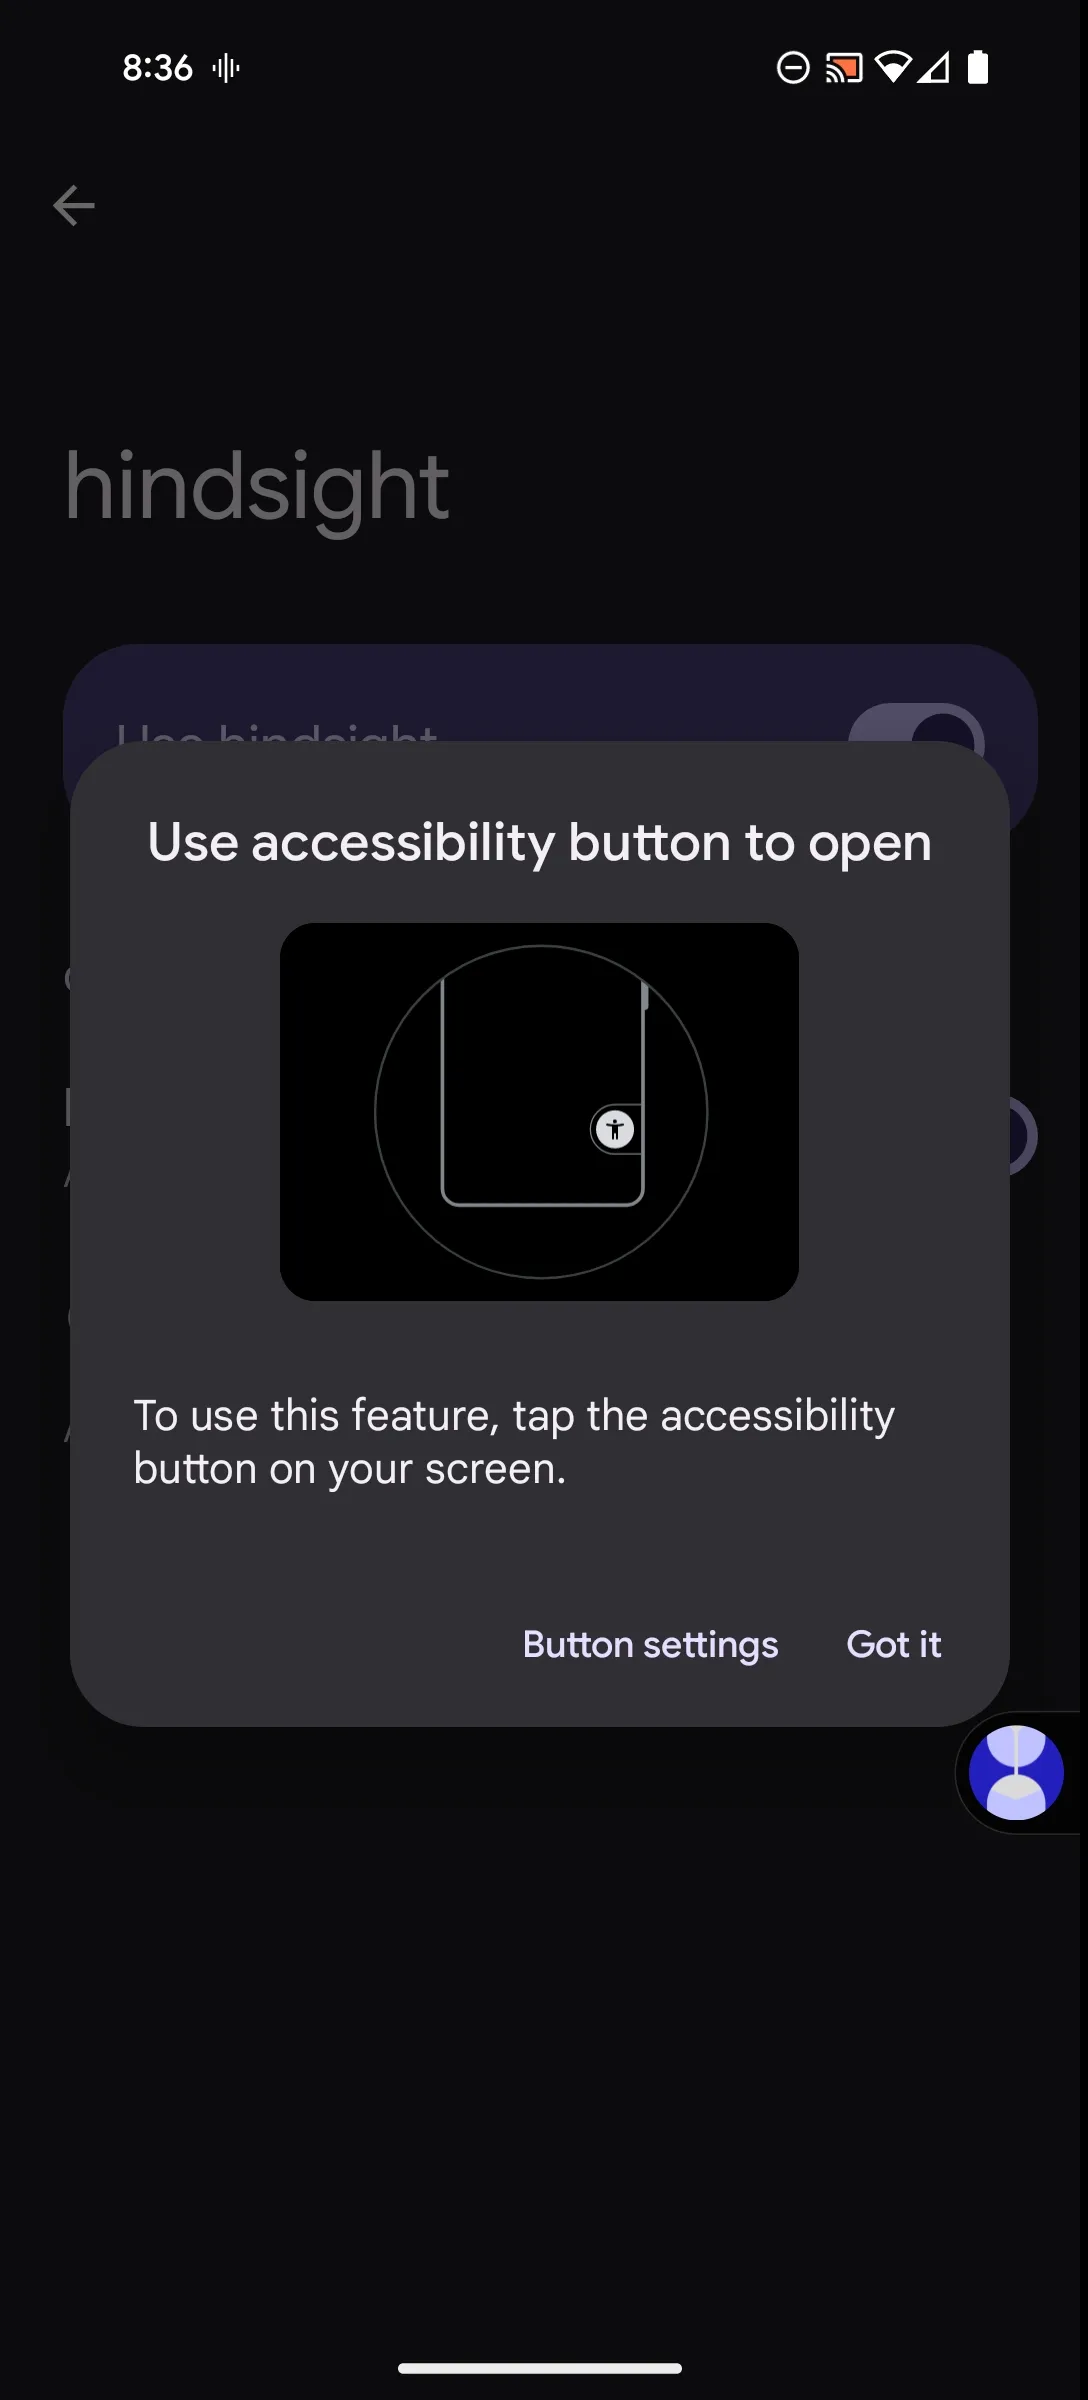 8:36
hindsight
Use hindsight
Use accessibility button to open
To use this feature, tap the accessibility
button on your screen.
Button settings
Got it